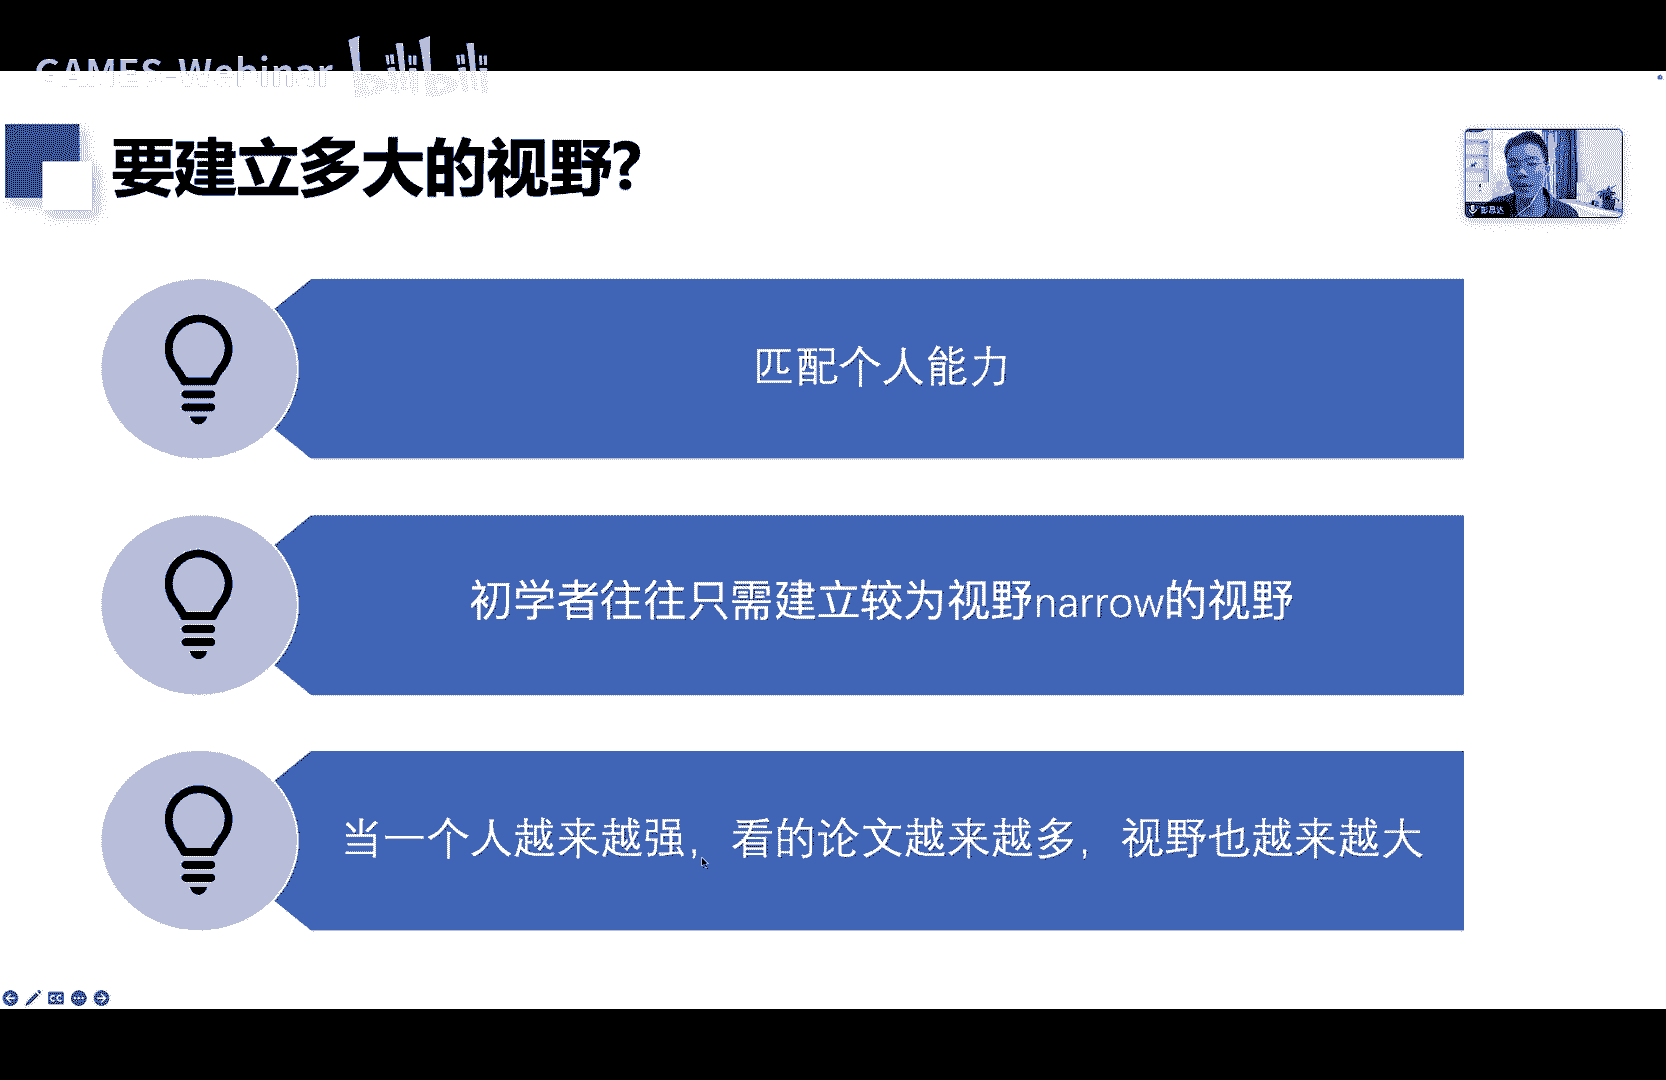 GAMES-Webinar bilibili
要建立多大的视野?
匹配个人能力
初学者往往只需建立较为视野narrow的视野
当一个人越来越强，看的论文越来越多，视野也越来越大
CC